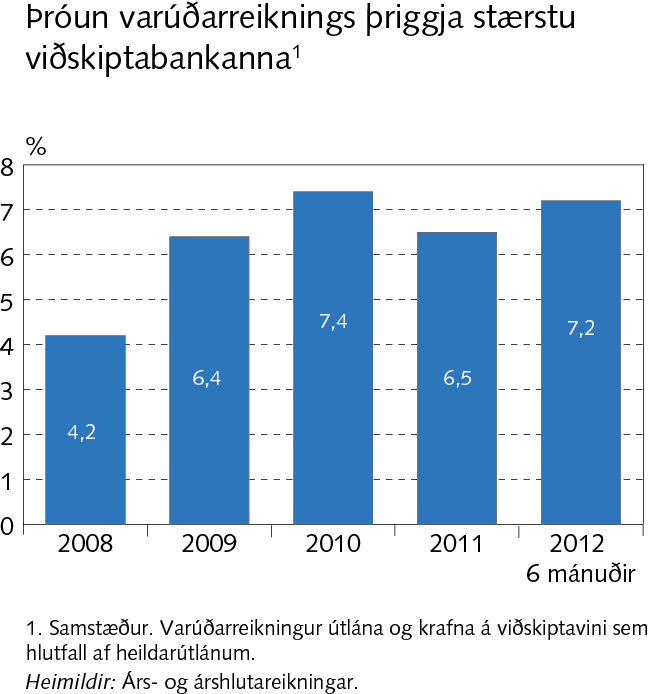 Þróun varúðarreiknings þriggja stærstu
viðskiptabankanna¹
%
8
7
6
5
4
3
2
1
0
4,2
6,4
7,4
6,5
7,2
2008 2009 2010 2011 2012
6 mánuðir
1. Samstæður. Varúðarreikningur útlána og krafna á viðskiptavini sem
hlutfall af heildarútlánum.
Heimildir: Árs- og árshlutareikningar.